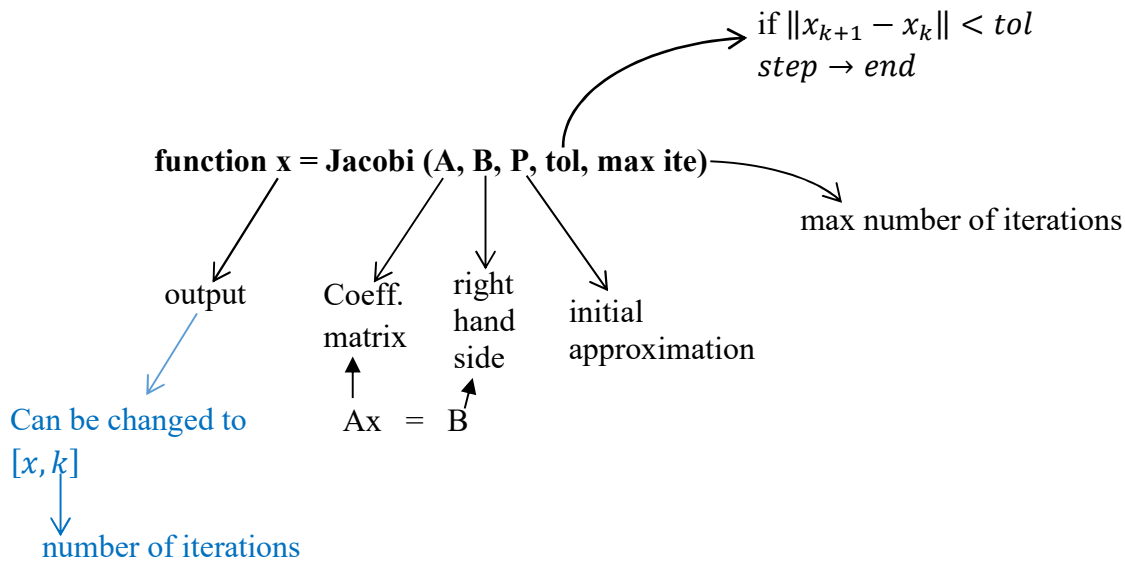 if ‖x_{k+1} − x_k‖ < tol
step → end
function x = Jacobi (A, B, P, tol, max ite)
max number of iterations
output
Coeff.
matrix
right
hand
side
initial
approximation
Ax = B
Can be changed to
[x, k]
number of iterations